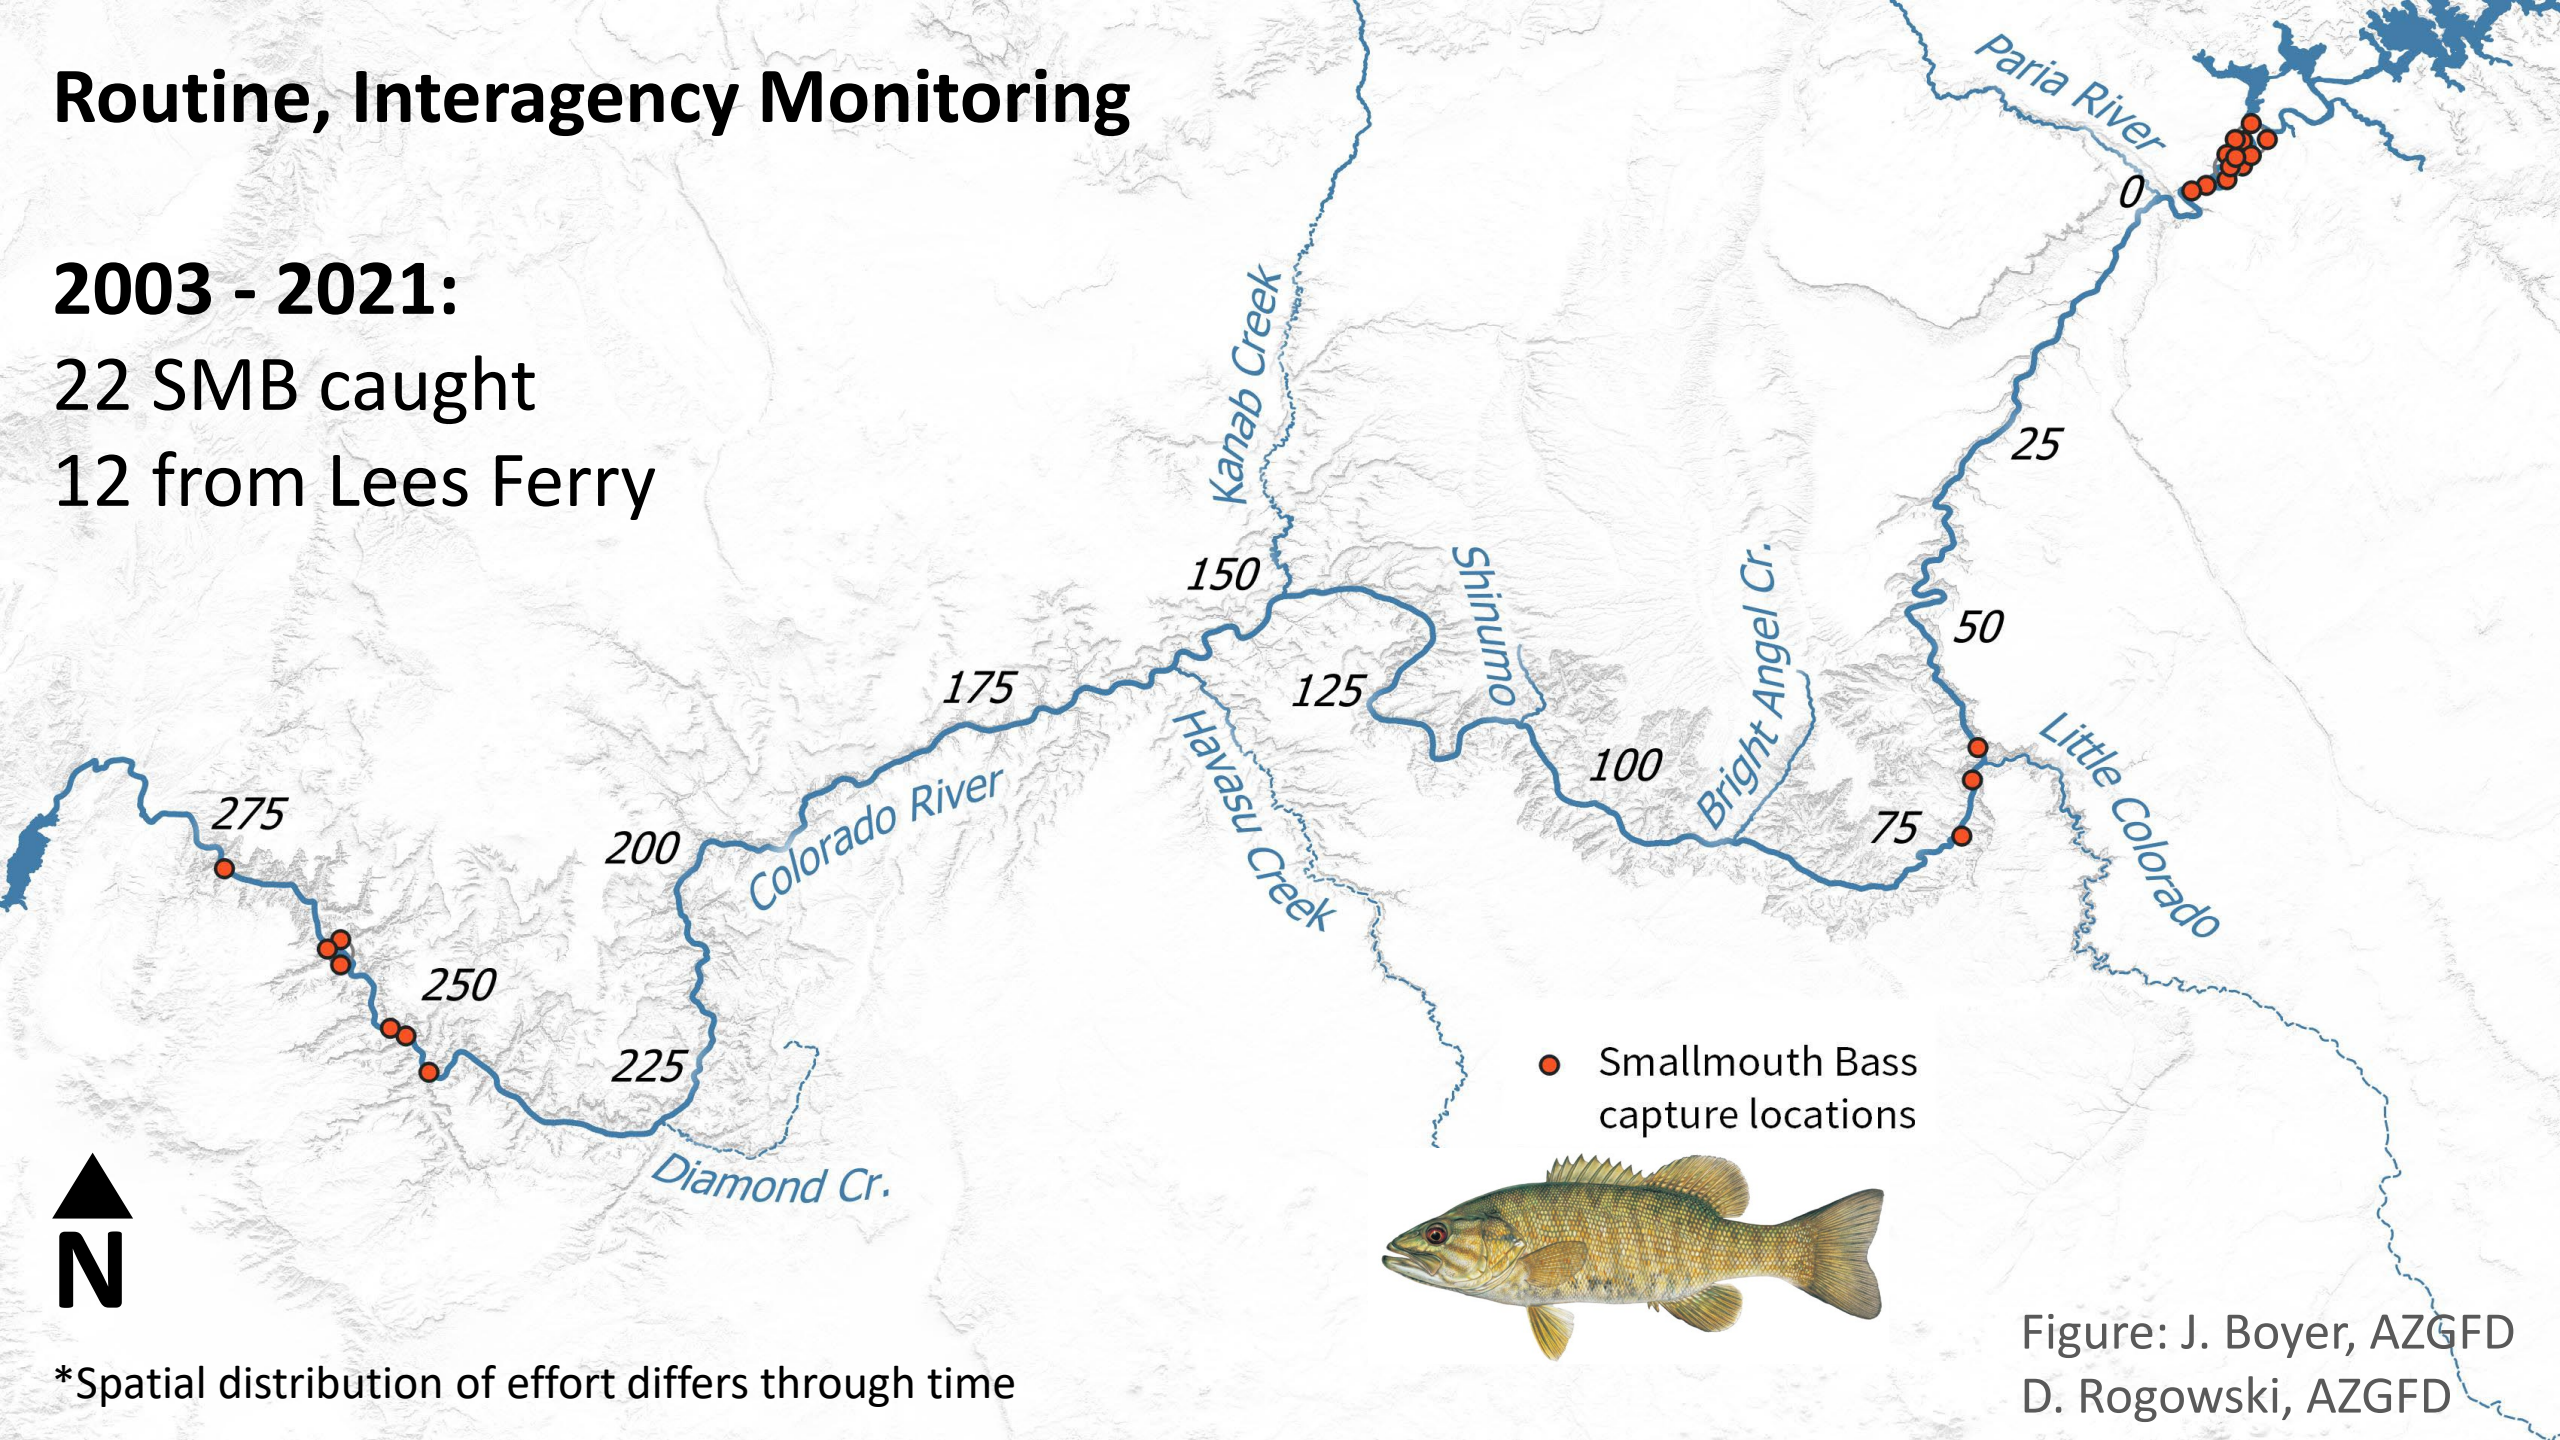 Routine, Interagency Monitoring
2003 - 2021:
22 SMB caught
12 from Lees Ferry
Paria River
0
25
Kanab Creek
150
Shinumo
Bright Angel Cr.
50
175
125
Havasu Creek
100
Little Colorado
75
275
200
Colorado River
250
225
Diamond Cr.
Smallmouth Bass
capture locations
N
*Spatial distribution of effort differs through time
Figure: J. Boyer, AZGFD
D. Rogowski, AZGFD